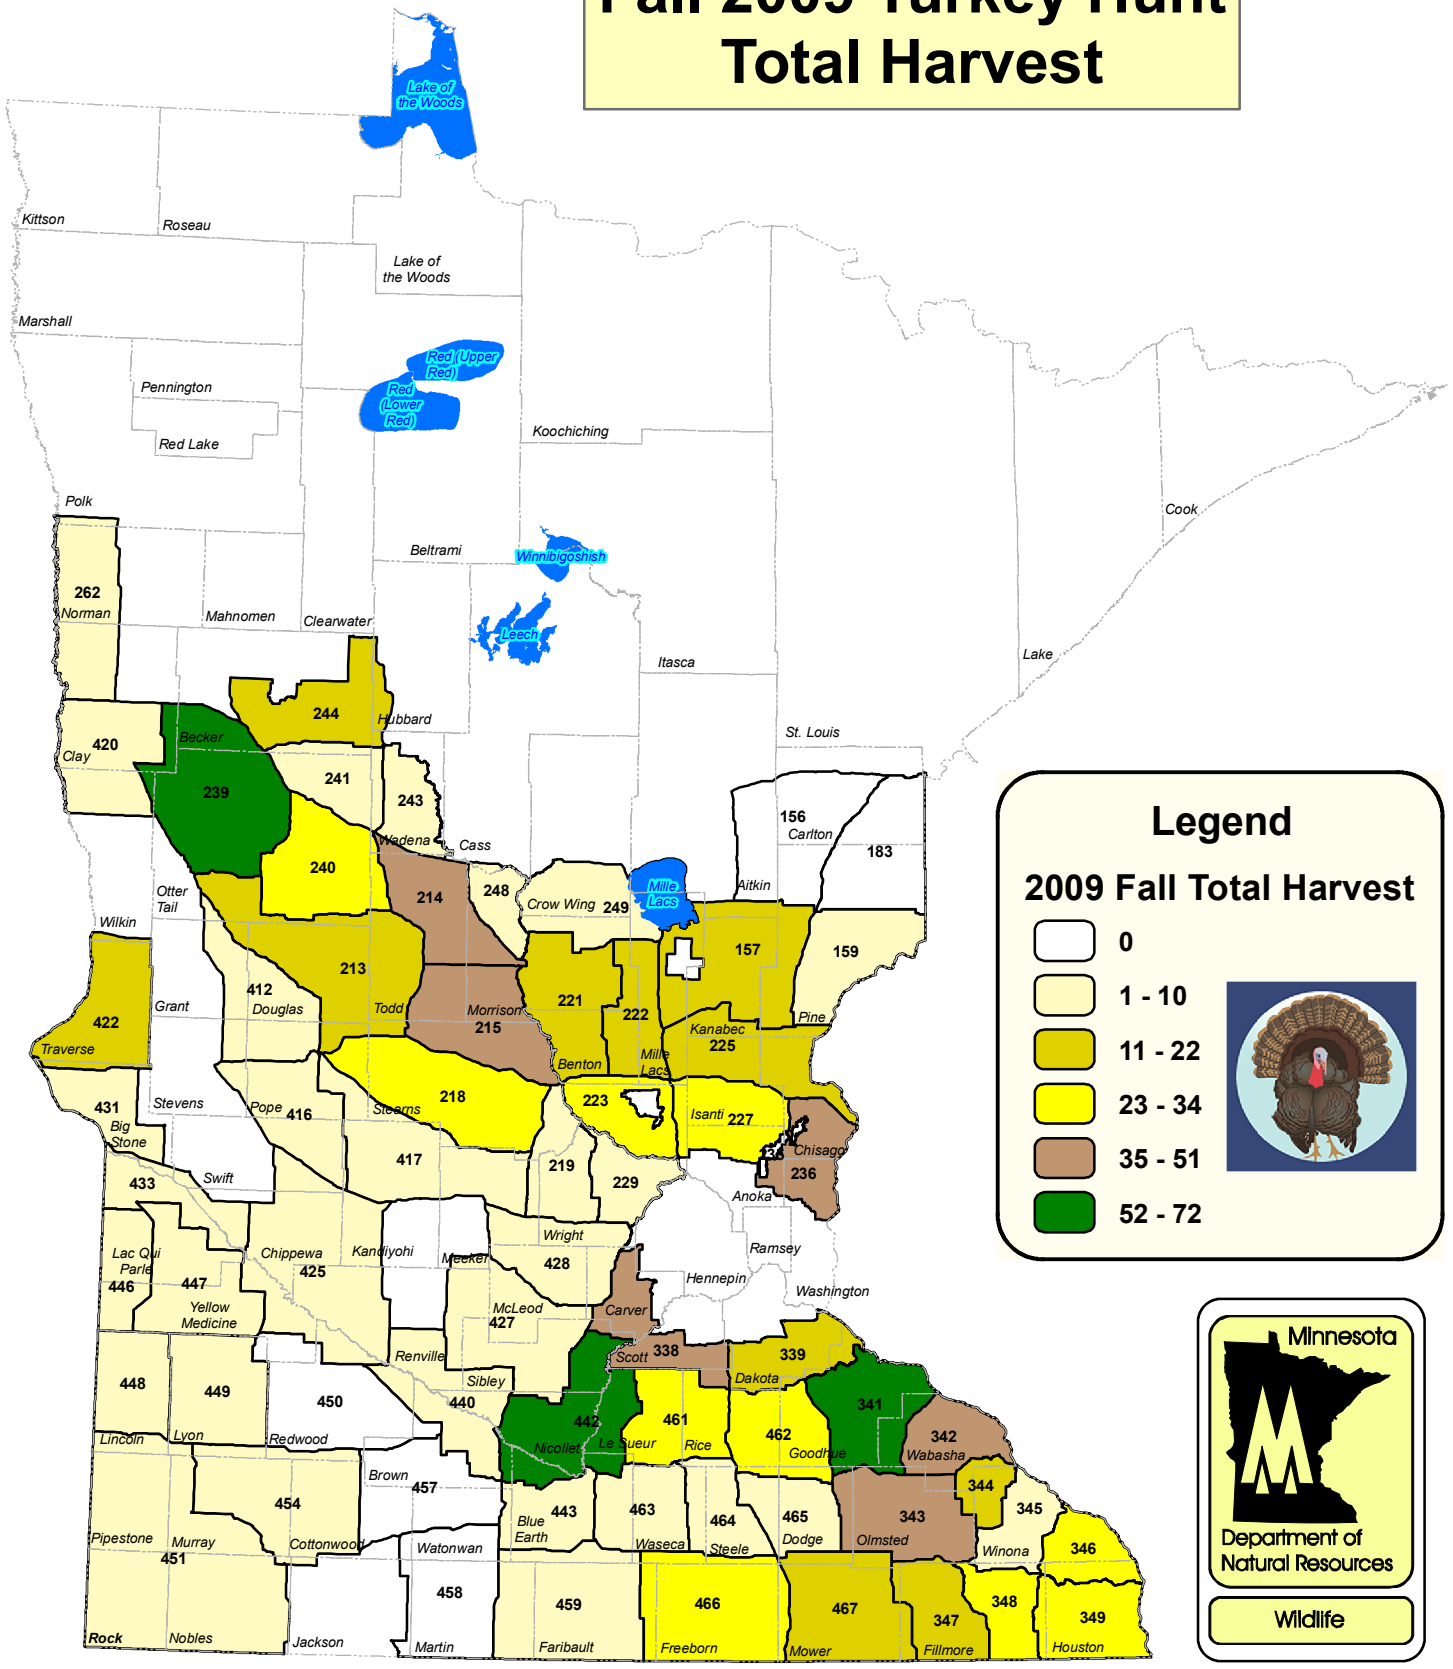 Fall 2009 Turkey Hunt
Total Harvest
Lake of
the Woods
Kittson
Roseau
Lake of
the Woods
Marshall
Red (Upper
Red)
Pennington
Red
(Lower
Red)
Red Lake
Koochiching
Polk
Cook
Beltrami
Winnibigoshish
262
Norman
Mahnomen
Clearwater
Leech
Itasca
Lake
244
Hubbard
Becker
420
Clay
St. Louis
241
239
243
156
Carlton
Wadena
Cass
183
240
Mille
Lacs
Aitkin
Otter
Tail
214
248
Crow Wing
249
Wilkin
157
159
213
412
Douglas
Grant
Todd
Morrison
215
221
222
422
Traverse
Kanabec
225
Pine
Benton
Mille
Lacs
431
Big
Stone
Stevens
Pope
416
Stearns
218
223
Isanti
227
Chisago
236
236
417
219
229
433
Swift
Anoka
Wright
Lac Qui
Parle
446
447
Yellow
Medicine
Chippewa
425
Kandiyohi
Meeker
428
Ramsey
Hennepin
Washington
McLeod
427
Carver
Renville
Scott
338
339
Dakota
448
449
450
Sibley
440
341
442
461
462
342
Lincoln
Lyon
Redwood
Nicollet
Le Sueur
Rice
Goodhue
Wabasha
Brown
457
344
454
Blue
Earth
443
463
464
465
343
345
Pipestone
Murray
451
Cottonwood
Watonwan
Waseca
Steele
Dodge
Olmsted
Winona
346
458
459
466
467
347
348
349
Rock
Nobles
Jackson
Martin
Faribault
Freeborn
Mower
Fillmore
Houston
Legend
2009 Fall Total Harvest
0
1 - 10
11 - 22
23 - 34
35 - 51
52 - 72
Minnesota
Department of
Natural Resources
Wildlife